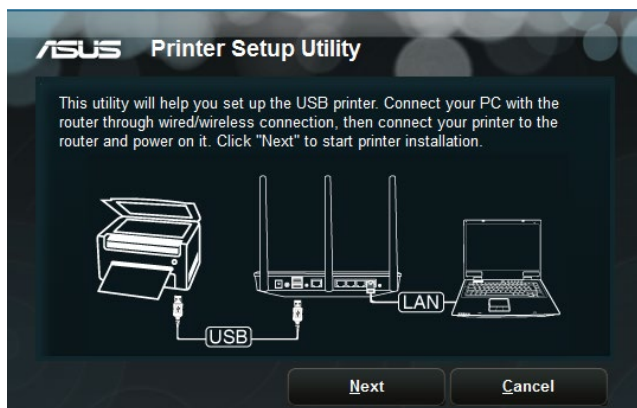 ASUS Printer Setup Utility
This utility will help you set up the USB printer. Connect your PC with the
router through wired/wireless connection, then connect your printer to the
router and power on it. Click "Next" to start printer installation.
LAN
USB
Next
Cancel